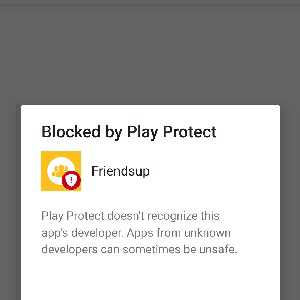 Blocked by Play Protect
Friendsup
Play Protect doesn't recognize this
app's developer. Apps from unknown
developers can sometimes be unsafe.